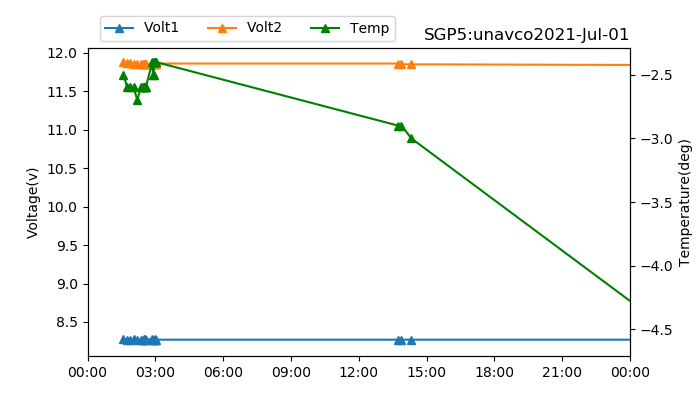 Volt1 Volt2 Temp
SGP5:unavco2021-Jul-01
12.0
11.5
11.0
10.5
10.0
9.5
9.0
8.5
Voltage(v)
−2.5
−3.0
−3.5
−4.0
−4.5
Temperature(deg)
00:00 03:00 06:00 09:00 12:00 15:00 18:00 21:00 00:00